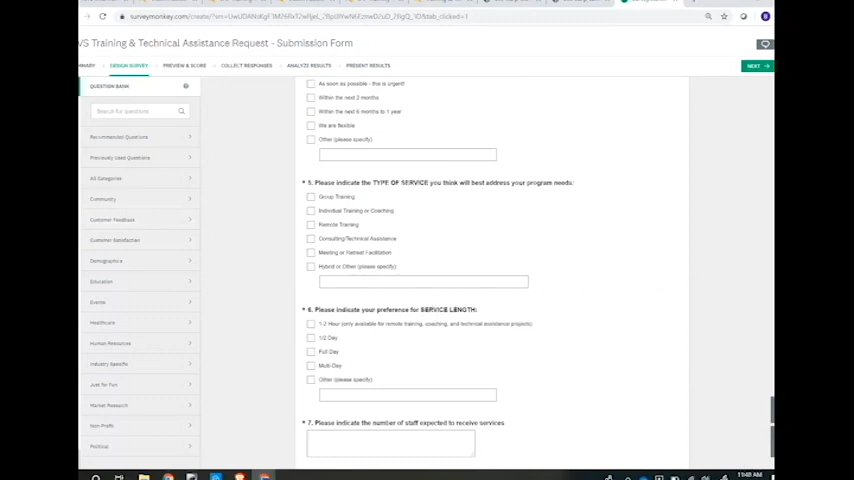 VS Training & Technical Assistance Request - Submission Form
MMARY
DESIGN SURVEY
PREVIEW & SCORE
COLLECT RESPONSES
ANALYZE RESULTS
PRESENT RESULTS
NEXT →
QUESTION BANK
Search for questions
Recommended Questions
Previously Used Questions
All Categories
Community
Customer Feedback
Customer Satisfaction
Demographics
Education
Events
Healthcare
Human Resources
Industry Specific
Just for Fun
Market Research
Non-Profit
Political
As soon as possible - this is urgent!
Within the next 2 months
Within the next 6 months to 1 year
We are flexible
Other (please specify)
* 5. Please indicate the TYPE OF SERVICE you think will best address your program needs:
Group Training
Individual Training or Coaching
Remote Training
Consulting/Technical Assistance
Meeting or Retreat Facilitation
Hybrid or Other (please specify):
* 6. Please indicate your preference for SERVICE LENGTH:
1-2 Hour (only available for remote training, coaching, and technical assistance projects)
1/2 Day
Full Day
Multi-Day
Other (please specify)
* 7. Please indicate the number of staff expected to receive services
11:48 AM